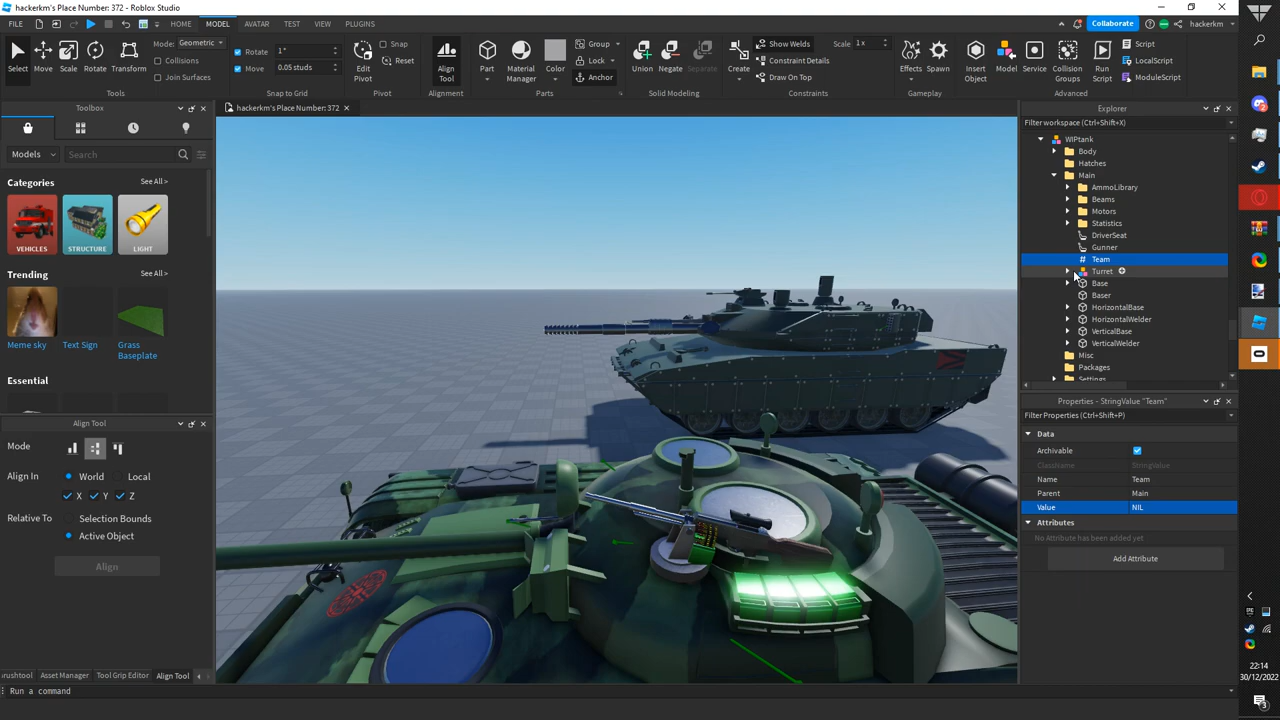 hackerkm's Place Number: 372 - Roblox Studio
FILE HOME MODEL AVATAR TEST VIEW PLUGINS Collaborate hackerkm
Select Move Scale Rotate Transform
Mode: Geometric
Collisions
Join Surfaces
Tools
Rotate 1°
Move 0.05 studs
Snap to Grid
Edit Pivot
Snap
Reset
Pivot
Align Tool
Alignment
Part
Material Manager
Color
Group
Lock
Anchor
Parts
Union Negate Separate
Solid Modeling
Create
Show Welds
Constraint Details
Draw On Top
Scale 1x
Constraints
Effects Spawn
Gameplay
Insert Object
Model Service
Collision Groups
Run Script
Script
LocalScript
ModuleScript
Advanced
Toolbox
Models Search
Categories See All >
VEHICLES STRUCTURE LIGHT
Trending See All >
Meme sky Text Sign Grass Baseplate
Essential
Align Tool
Mode
Align In World Local
X Y Z
Relative To Selection Bounds
Active Object
Align
rushtool Asset Manager Tool Grip Editor Align Tool
Run a command
hackerkm's Place Number: 372
Explorer
Filter workspace (Ctrl+Shift+X)
WIPtank
Body
Hatches
Main
AmmoLibrary
Beams
Motors
Statistics
DriverSeat
Gunner
Team
Turret
Base
Baser
HorizontalBase
HorizontalWelder
VerticalBase
VerticalWelder
Misc
Packages
Settings
Properties - StringValue "Team"
Filter Properties (Ctrl+Shift+P)
Data
Archivable
ClassName StringValue
Name Team
Parent Main
Value NIL
Attributes
No Attribute has been added yet
Add Attribute
22:14
30/12/2022